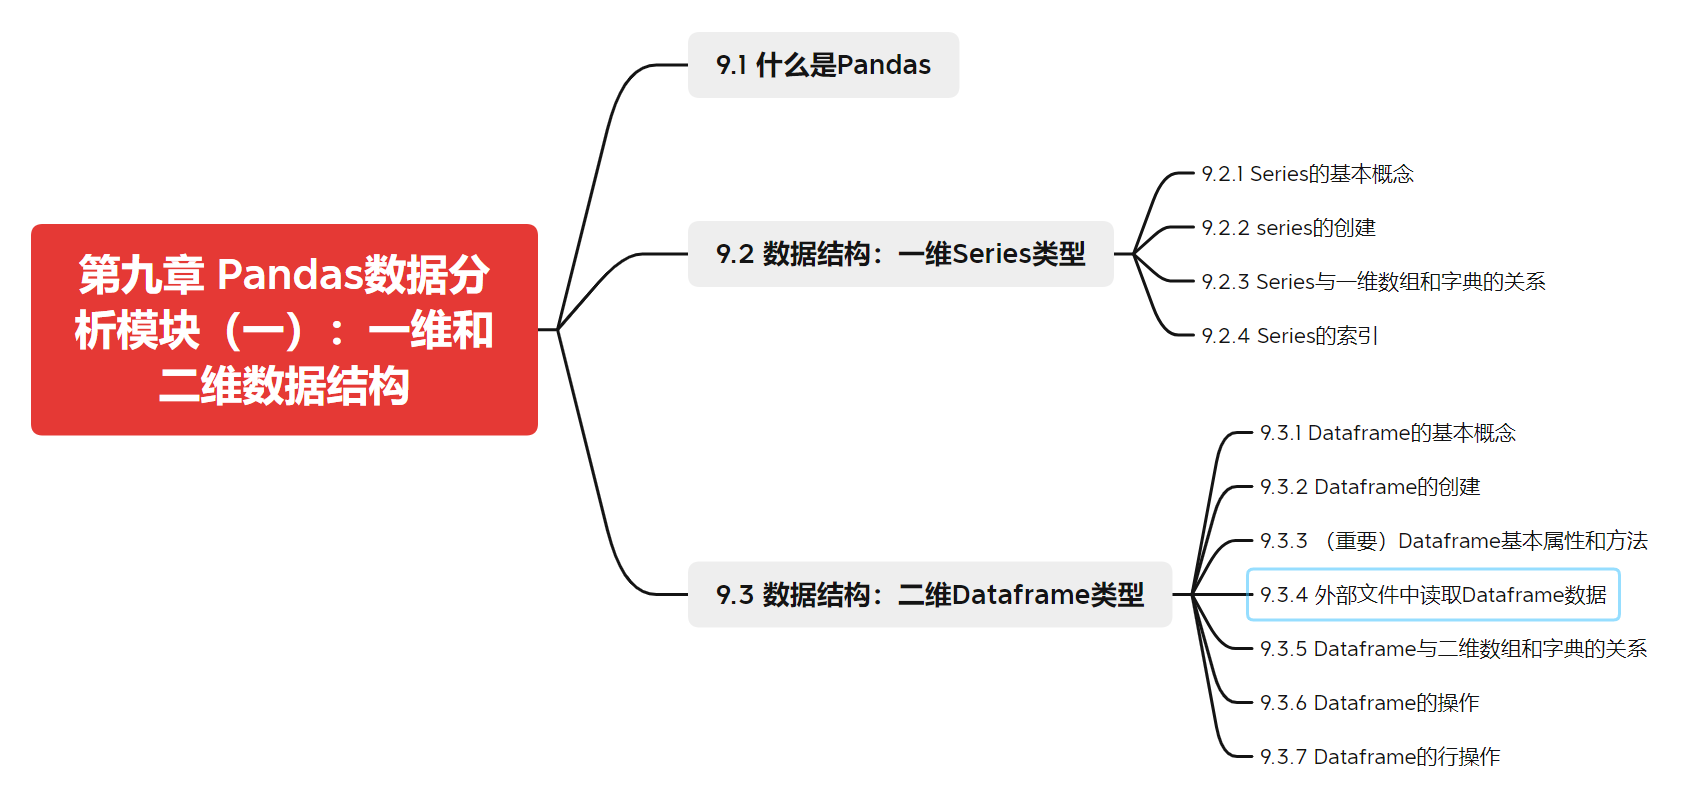 第九章 Pandas数据分
析模块（一）：一维和
二维数据结构
9.1 什么是Pandas
9.2 数据结构：一维Series类型
9.2.1 Series的基本概念
9.2.2 series的创建
9.2.3 Series与一维数组和字典的关系
9.2.4 Series的索引
9.3 数据结构：二维Dataframe类型
9.3.1 Dataframe的基本概念
9.3.2 Dataframe的创建
9.3.3 （重要）Dataframe基本属性和方法
9.3.4 外部文件中读取Dataframe数据
9.3.5 Dataframe与二维数组和字典的关系
9.3.6 Dataframe的操作
9.3.7 Dataframe的行操作